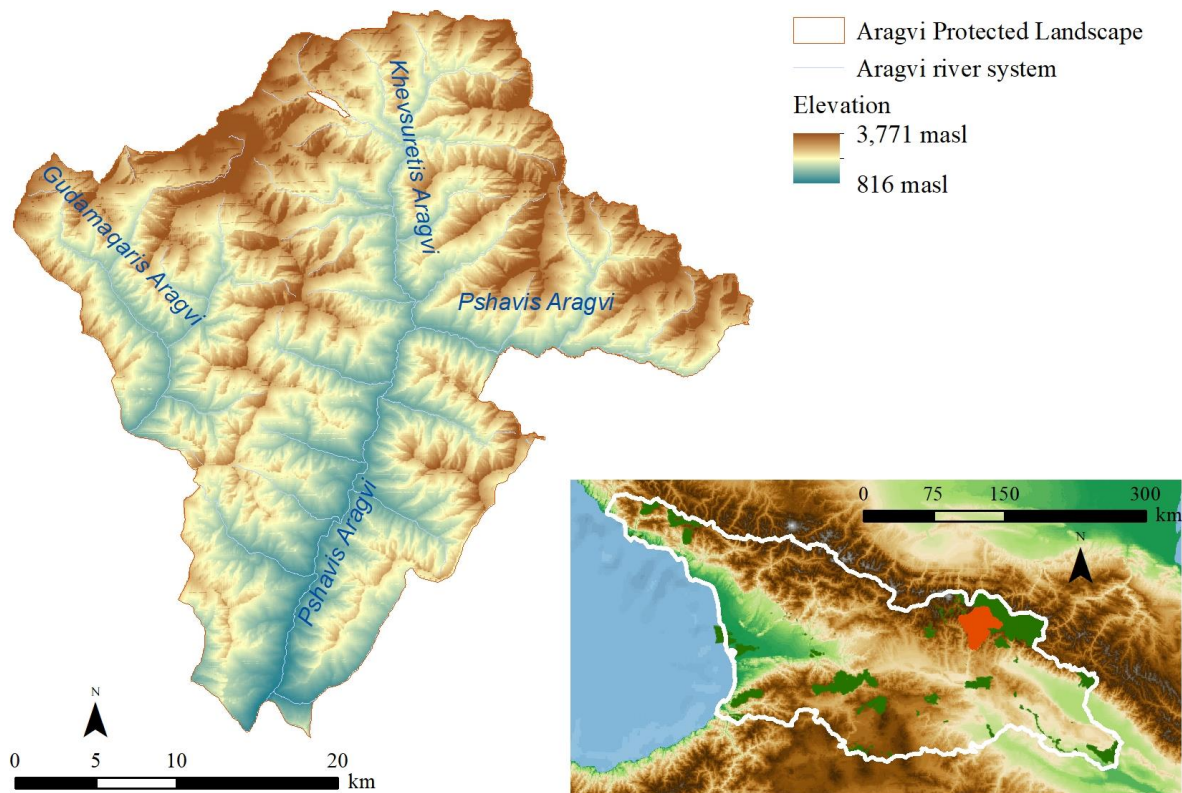 Aragvi Protected Landscape
Aragvi river system
Elevation
3,771 masl
816 masl
Khevsuretis Aragvi
Gudamaqaris Aragvi
Pshavis Aragvi
Pshavis Aragvi
N
0 5 10 20
km
0 75 150 300
km
N